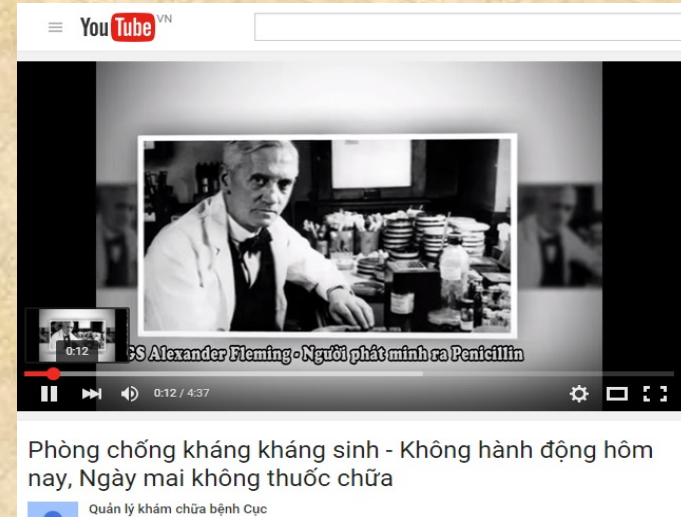 YouTube VN
0:12
GS Alexander Fleming - Người phát minh ra Penicillin
0:12 / 4:37
Phòng chống kháng kháng sinh - Không hành động hôm
nay, Ngày mai không thuốc chữa
Quản lý khám chữa bệnh Cục